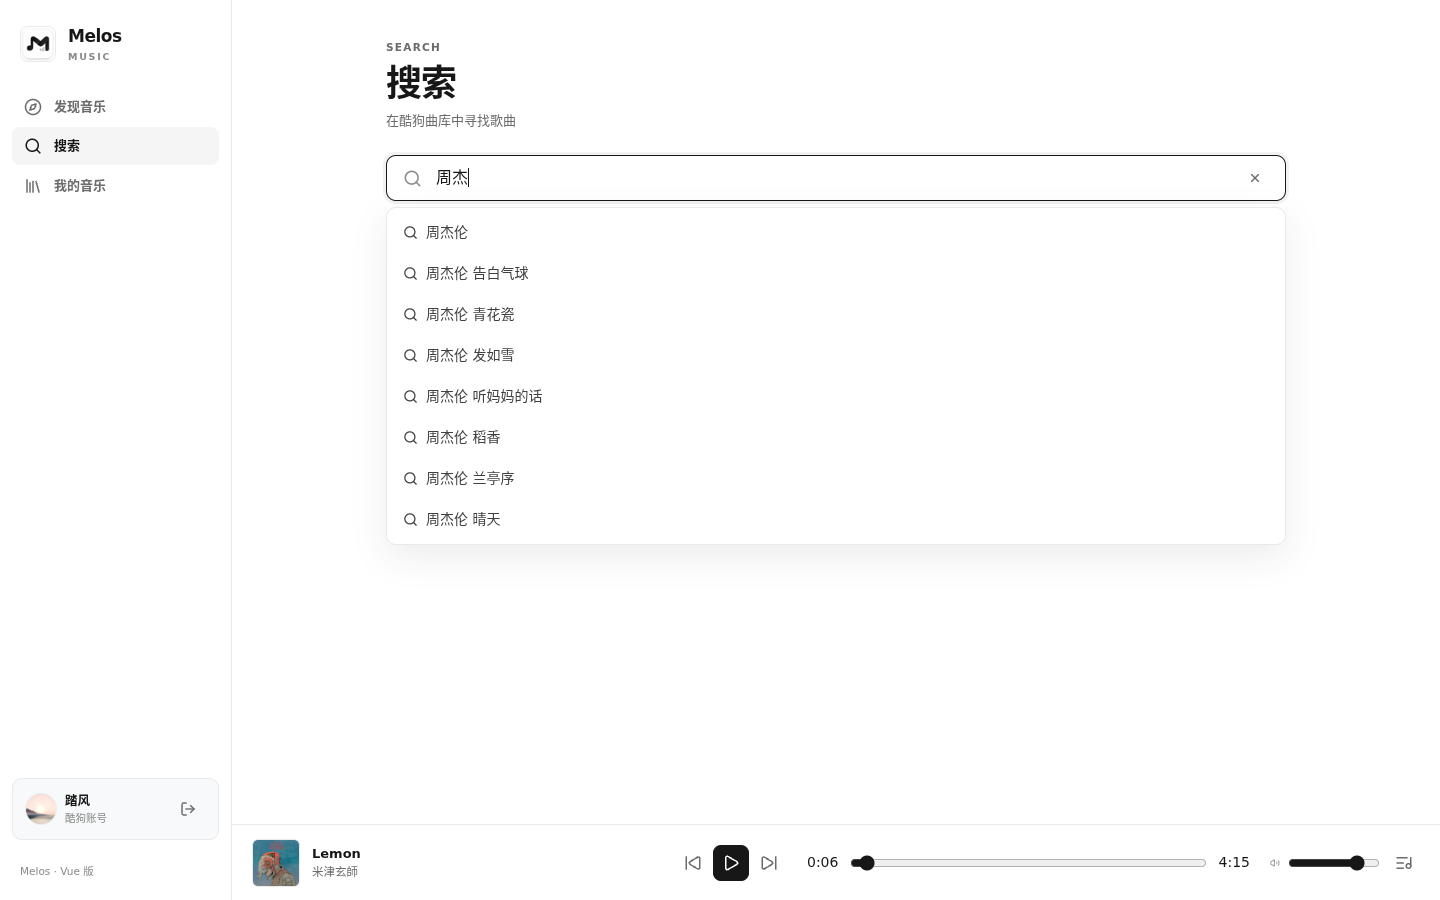 Melos
MUSIC
发现音乐
搜索
我的音乐
踏风
酷狗账号
Melos · Vue 版
SEARCH
搜索
在酷狗曲库中寻找歌曲
周杰
周杰伦
周杰伦 告白气球
周杰伦 青花瓷
周杰伦 发如雪
周杰伦 听妈妈的话
周杰伦 稻香
周杰伦 兰亭序
周杰伦 晴天
Lemon
米津玄師
0:06
4:15